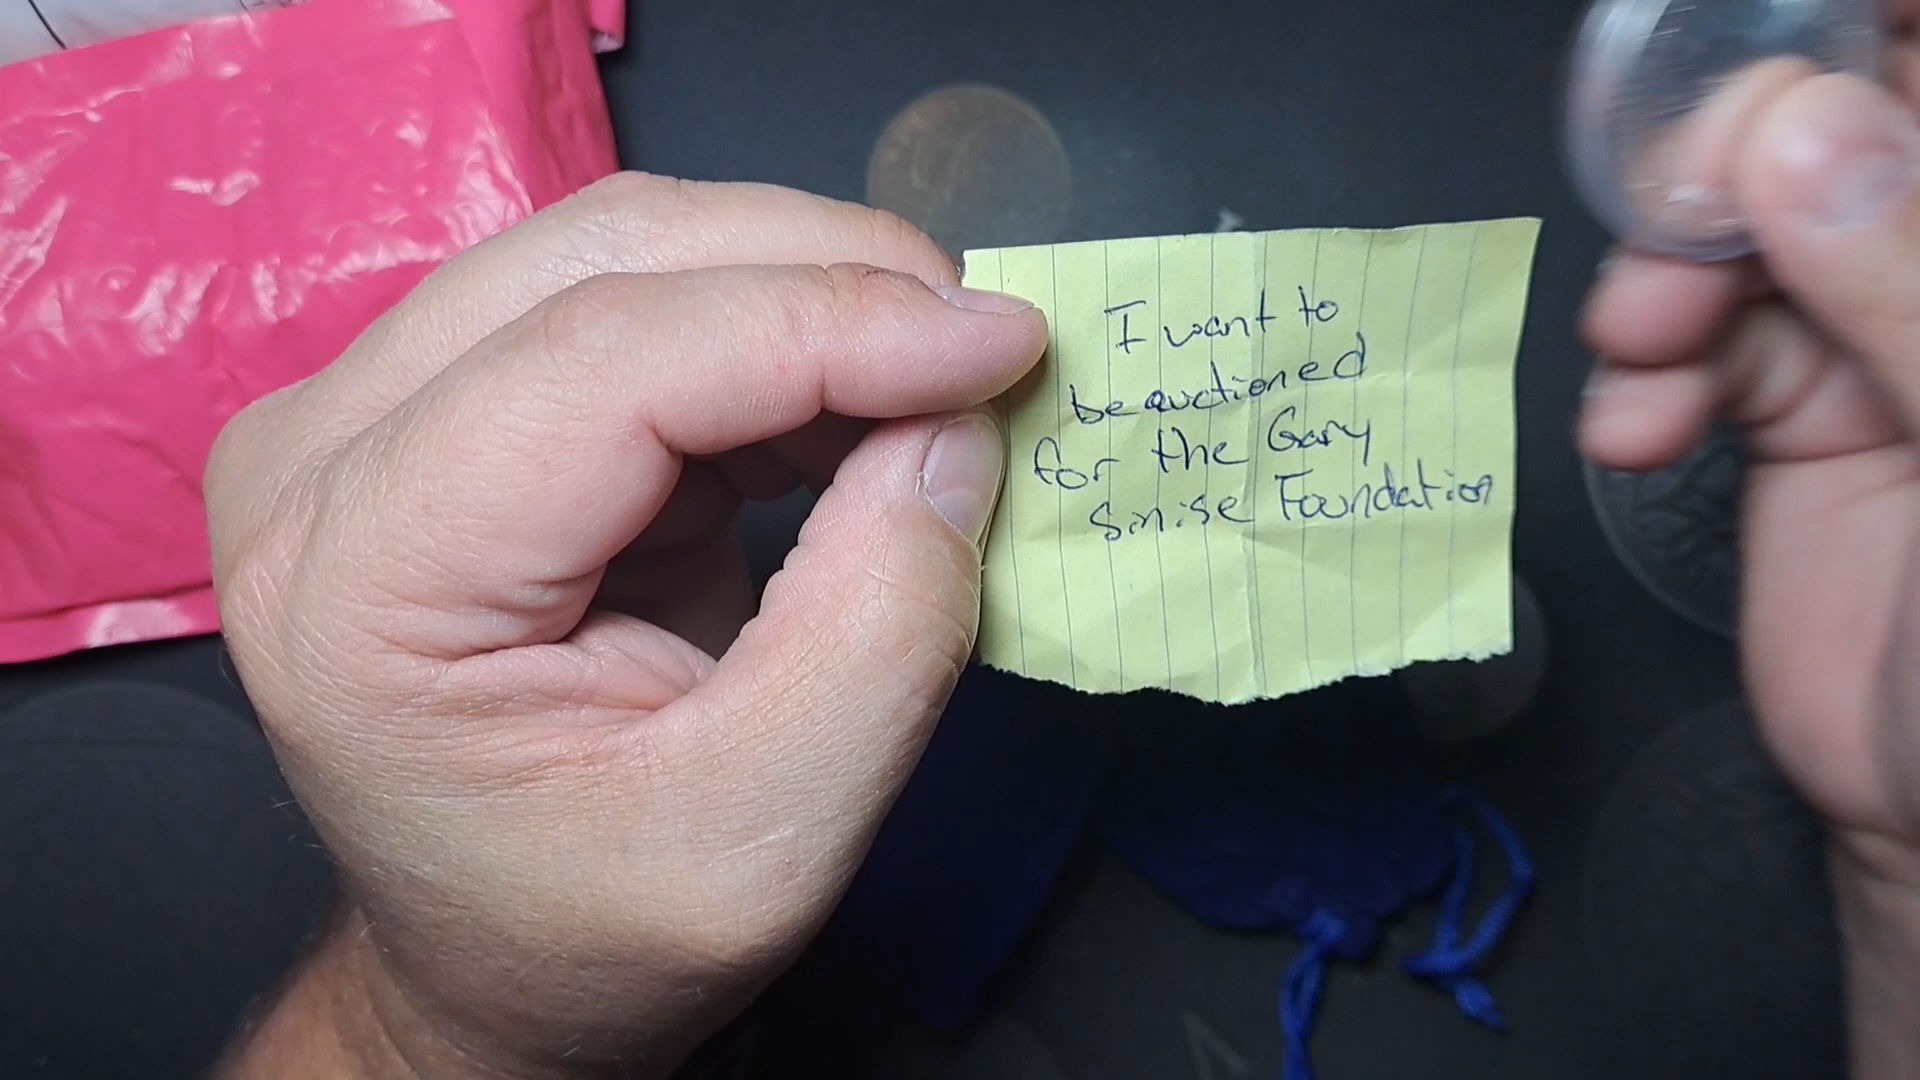 I want to
be auctioned
for the Gary
Sinise Foundation